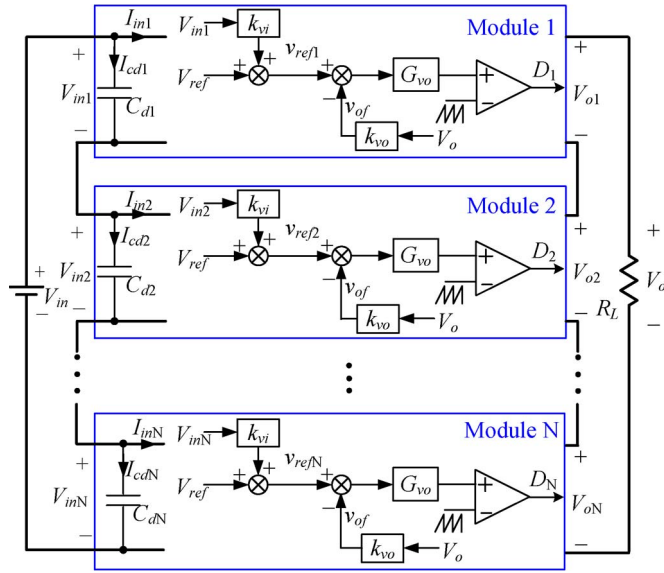 I_in1 V_in1 k_vi Module 1
+ I_cd1 + v_ref1 + D_1 +
V_in1 C_d1 V_ref + + G_vo + V_o1
− − v_of − −
k_vo V_o
I_in2 V_in2 k_vi Module 2
+ I_cd2 + v_ref2 + D_2 +
V_in2 C_d2 V_ref + + G_vo + V_o2
− − v_of − −
k_vo V_o
+ V_in − R_L + V_o −
I_inN V_inN k_vi Module N
+ I_cdN + v_refN + D_N +
V_inN C_dN V_ref + + G_vo + V_oN
− − v_of − −
k_vo V_o